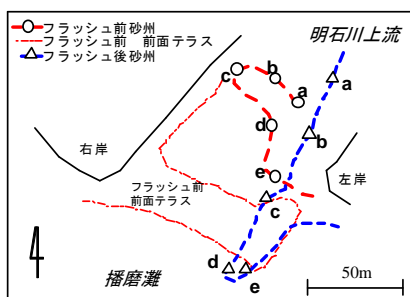 フラッシュ前砂州
フラッシュ前 前面テラス
フラッシュ後砂州
明石川上流
c
b
a
a
d
b
右岸
e
左岸
フラッシュ前
前面テラス
c
播磨灘
d
e
50m